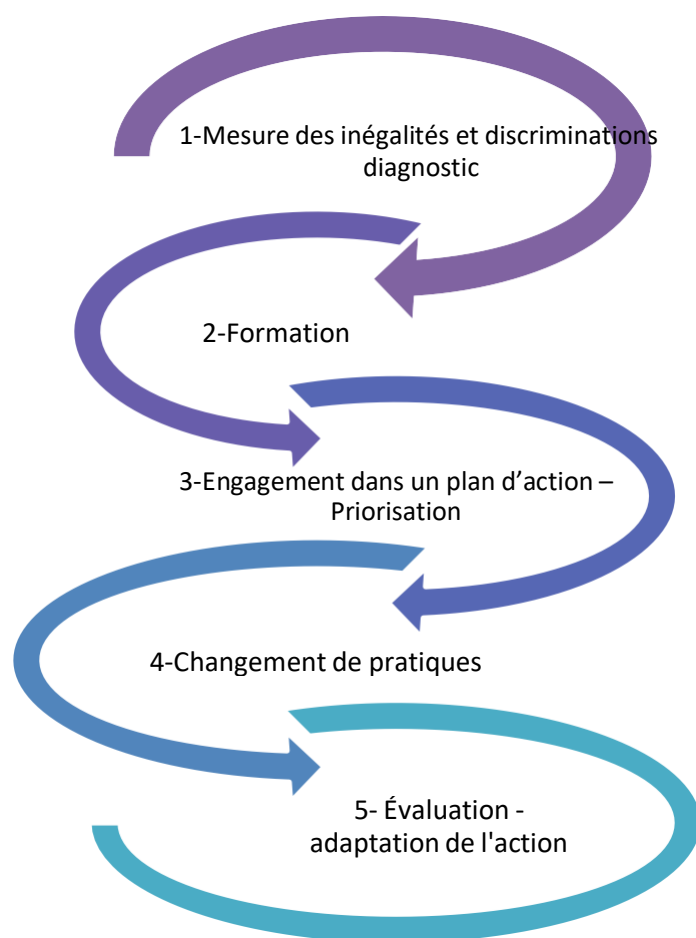 1-Mesure des inégalités et discriminations
diagnostic
2-Formation
3-Engagement dans un plan d’action –
Priorisation
4-Changement de pratiques
5- Évaluation -
adaptation de l'action